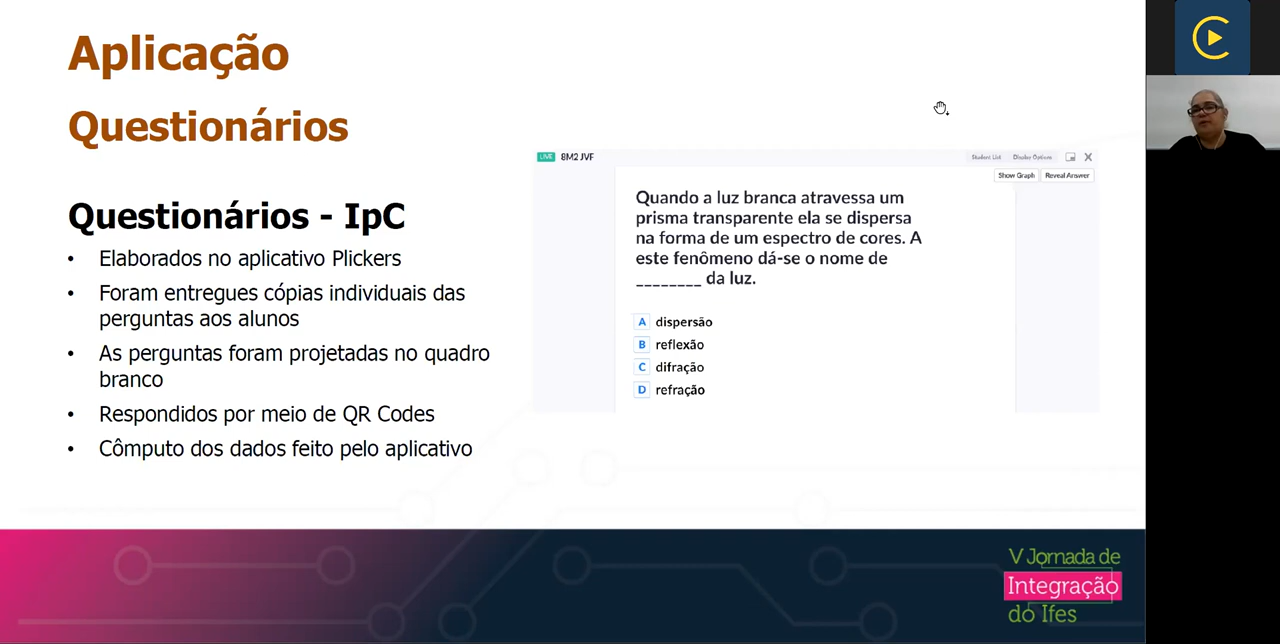 Aplicação
Questionários
Questionários - IpC
• Elaborados no aplicativo Plickers
• Foram entregues cópias individuais das
perguntas aos alunos
• As perguntas foram projetadas no quadro
branco
• Respondidos por meio de QR Codes
• Cômputo dos dados feito pelo aplicativo
LIVE 8M2 JVF
Student List Display Options X
Show Graph Reveal Answer
Quando a luz branca atravessa um
prisma transparente ela se dispersa
na forma de um espectro de cores. A
este fenômeno dá-se o nome de
________ da luz.
A dispersão
B reflexão
C difração
D refração
V Jornada de
Integração
do Ifes